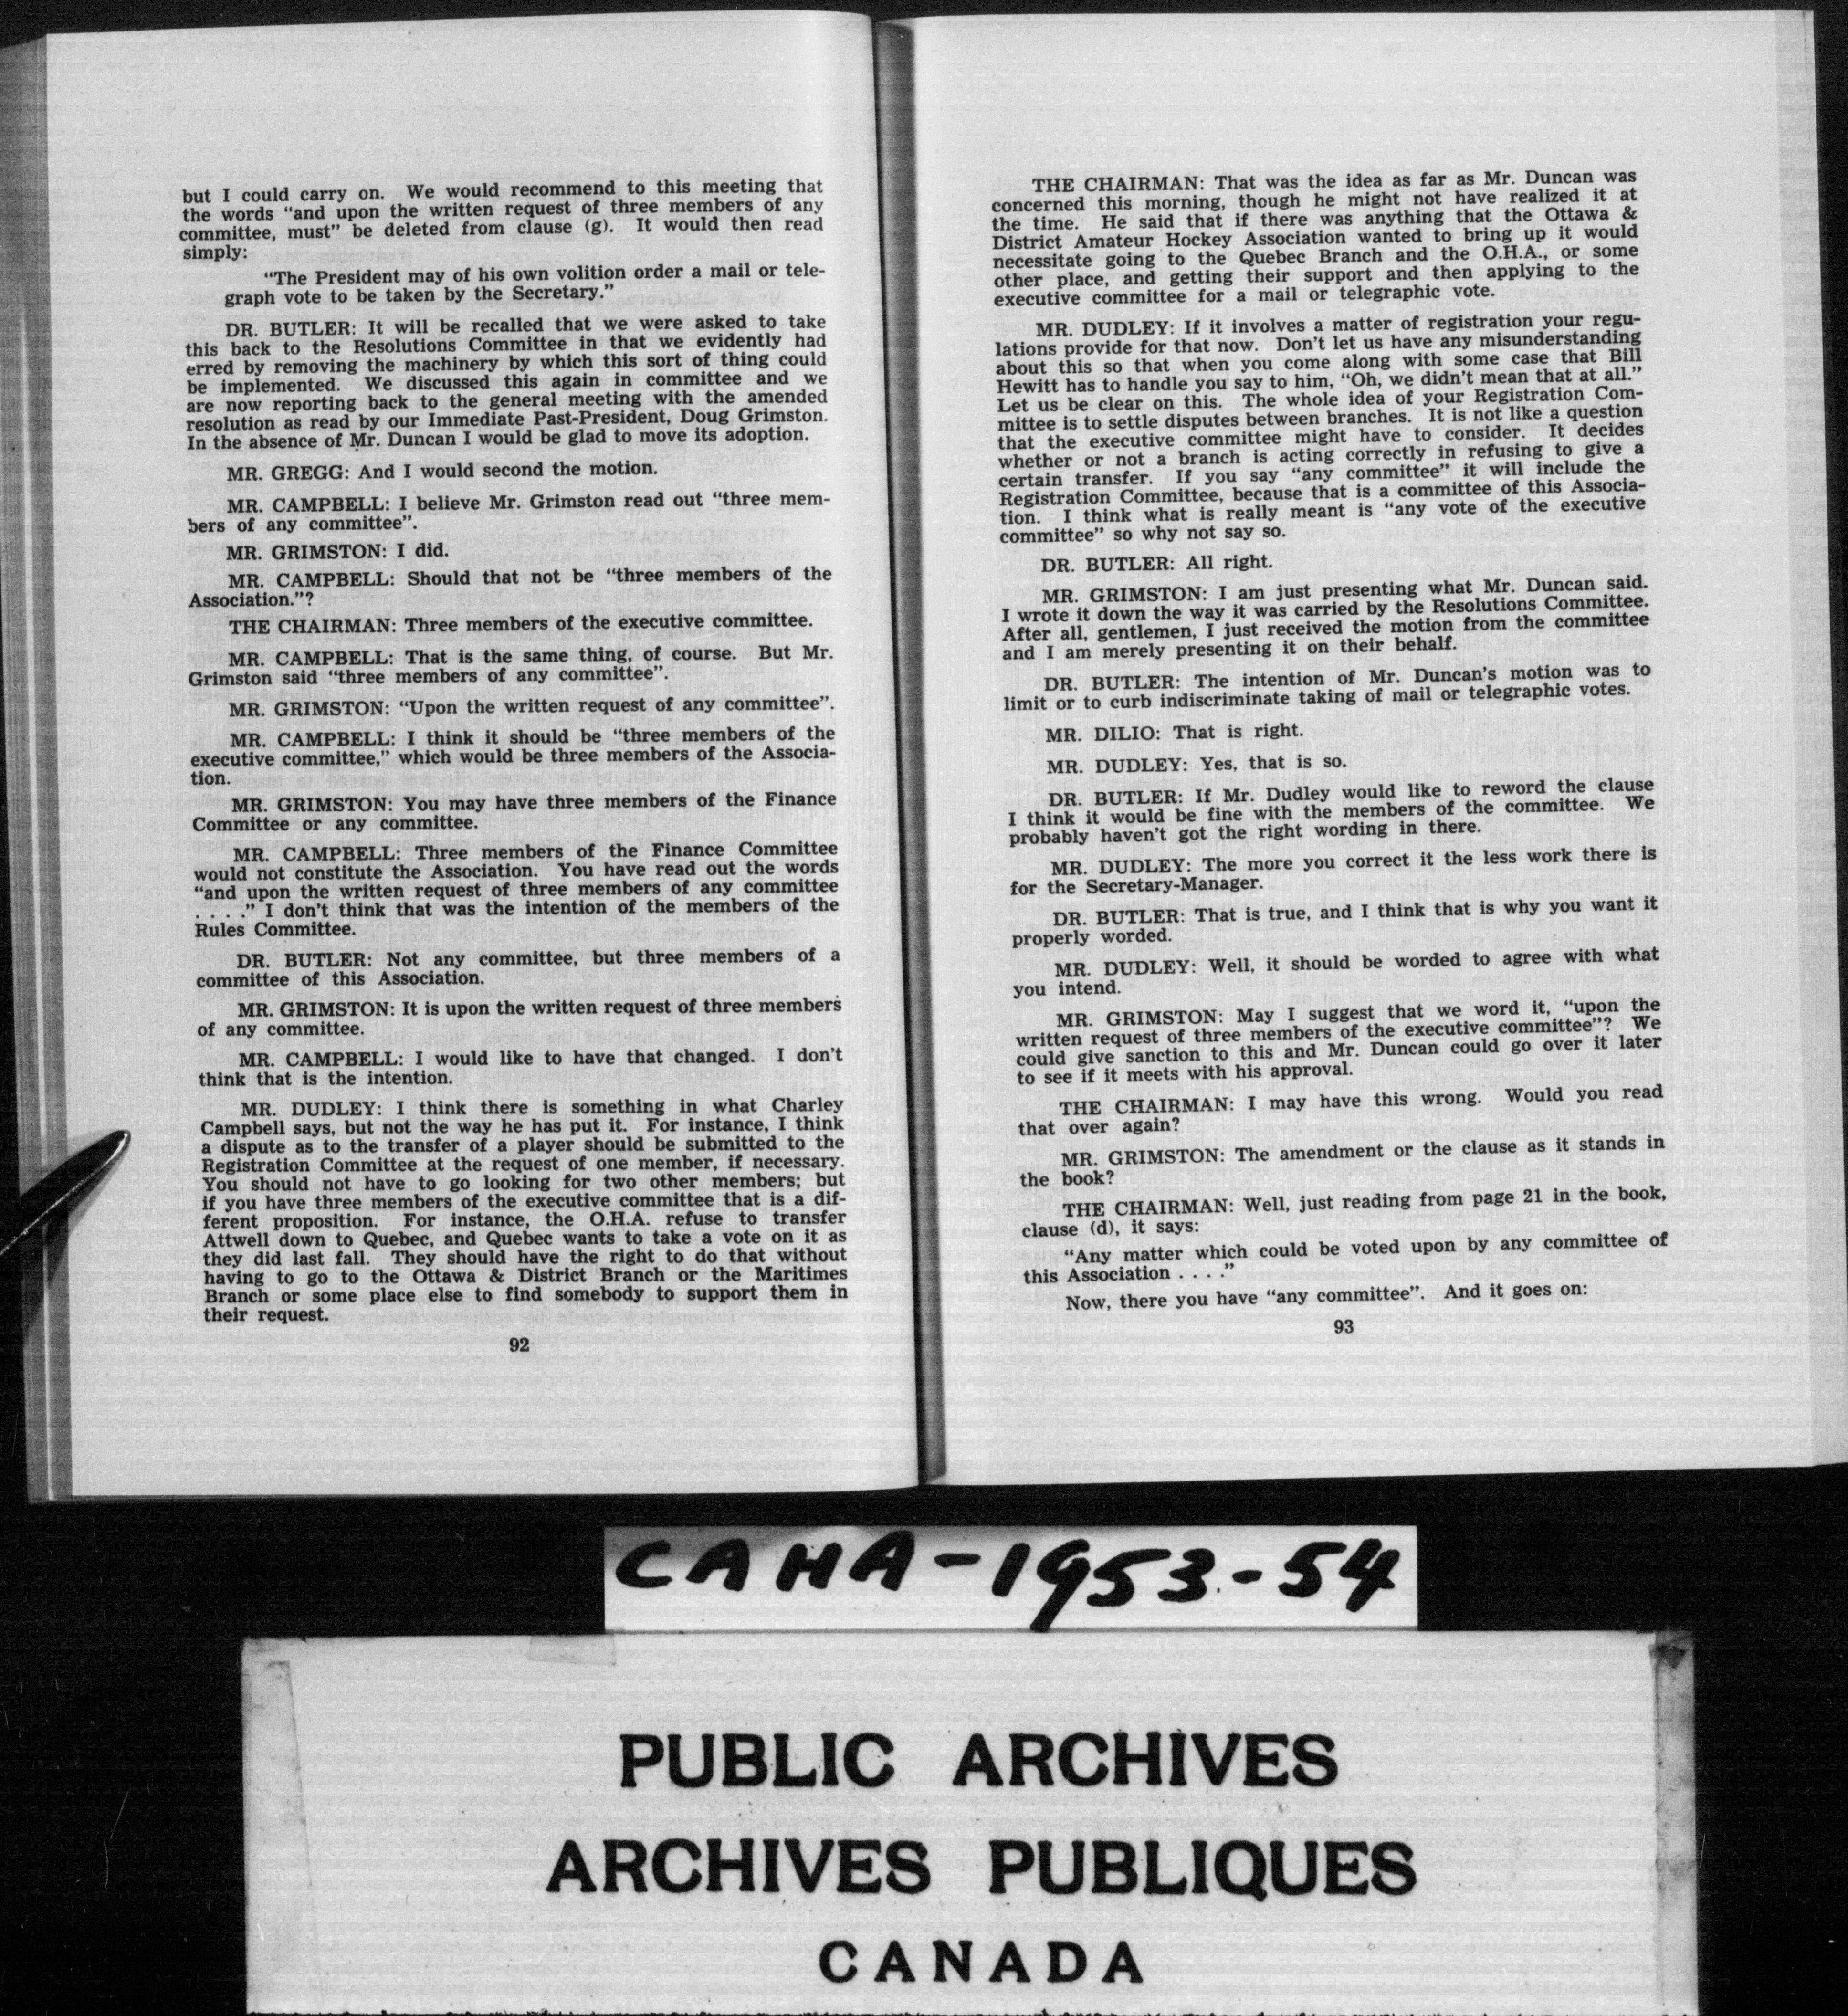 but I could carry on. We would recommend to this meeting that
the words “and upon the written request of three members of any
committee, must” be deleted from clause (g). It would then read
simply:
“The President may of his own volition order a mail or tele-
graph vote to be taken by the Secretary.”
DR. BUTLER: It will be recalled that we were asked to take
this back to the Resolutions Committee in that we evidently had
erred by removing the machinery by which this sort of thing could
be implemented. We discussed this again in committee and we
are now reporting back to the general meeting with the amended
resolution as read by our Immediate Past-President, Doug Grimston.
In the absence of Mr. Duncan I would be glad to move its adoption.
MR. GREGG: And I would second the motion.
MR. CAMPBELL: I believe Mr. Grimston read out “three mem-
bers of any committee”.
MR. GRIMSTON: I did.
MR. CAMPBELL: Should that not be “three members of the
Association.”?
THE CHAIRMAN: Three members of the executive committee.
MR. CAMPBELL: That is the same thing, of course. But Mr.
Grimston said “three members of any committee”.
MR. GRIMSTON: “Upon the written request of any committee”.
MR. CAMPBELL: I think it should be “three members of the
executive committee,” which would be three members of the Associa-
tion.
MR. GRIMSTON: You may have three members of the Finance
Committee or any committee.
MR. CAMPBELL: Three members of the Finance Committee
would not constitute the Association. You have read out the words
“and upon the written request of three members of any committee
. . . .” I don’t think that was the intention of the members of the
Rules Committee.
DR. BUTLER: Not any committee, but three members of a
committee of this Association.
MR. GRIMSTON: It is upon the written request of three members
of any committee.
MR. CAMPBELL: I would like to have that changed. I don’t
think that is the intention.
MR. DUDLEY: I think there is something in what Charley
Campbell says, but not the way he has put it. For instance, I think
a dispute as to the transfer of a player should be submitted to the
Registration Committee at the request of one member, if necessary.
You should not have to go looking for two other members; but
if you have three members of the executive committee that is a dif-
ferent proposition. For instance, the O.H.A. refuse to transfer
Attwell down to Quebec, and Quebec wants to take a vote on it as
they did last fall. They should have the right to do that without
having to go to the Ottawa & District Branch or the Maritimes
Branch or some place else to find somebody to support them in
their request.
92
THE CHAIRMAN: That was the idea as far as Mr. Duncan was
concerned this morning, though he might not have realized it at
the time. He said that if there was anything that the Ottawa &
District Amateur Hockey Association wanted to bring up it would
necessitate going to the Quebec Branch and the O.H.A., or some
other place, and getting their support and then applying to the
executive committee for a mail or telegraphic vote.
MR. DUDLEY: If it involves a matter of registration your regu-
lations provide for that now. Don’t let us have any misunderstanding
about this so that when you come along with some case that Bill
Hewitt has to handle you say to him, “Oh, we didn’t mean that at all.”
Let us be clear on this. The whole idea of your Registration Com-
mittee is to settle disputes between branches. It is not like a question
that the executive committee might have to consider. It decides
whether or not a branch is acting correctly in refusing to give a
certain transfer. If you say “any committee” it will include the
Registration Committee, because that is a committee of this Associa-
tion. I think what is really meant is “any vote of the executive
committee” so why not say so.
DR. BUTLER: All right.
MR. GRIMSTON: I am just presenting what Mr. Duncan said.
I wrote it down the way it was carried by the Resolutions Committee.
After all, gentlemen, I just received the motion from the committee
and I am merely presenting it on their behalf.
DR. BUTLER: The intention of Mr. Duncan’s motion was to
limit or to curb indiscriminate taking of mail or telegraphic votes.
MR. DILIO: That is right.
MR. DUDLEY: Yes, that is so.
DR. BUTLER: If Mr. Dudley would like to reword the clause
I think it would be fine with the members of the committee. We
probably haven’t got the right wording in there.
MR. DUDLEY: The more you correct it the less work there is
for the Secretary-Manager.
DR. BUTLER: That is true, and I think that is why you want it
properly worded.
MR. DUDLEY: Well, it should be worded to agree with what
you intend.
MR. GRIMSTON: May I suggest that we word it, “upon the
written request of three members of the executive committee”? We
could give sanction to this and Mr. Duncan could go over it later
to see if it meets with his approval.
THE CHAIRMAN: I may have this wrong. Would you read
that over again?
MR. GRIMSTON: The amendment or the clause as it stands in
the book?
THE CHAIRMAN: Well, just reading from page 21 in the book,
clause (d), it says:
“Any matter which could be voted upon by any committee of
this Association . . . .”
Now, there you have “any committee”. And it goes on:
93
CAHA-1953-54
PUBLIC ARCHIVES
ARCHIVES PUBLIQUES
CANADA